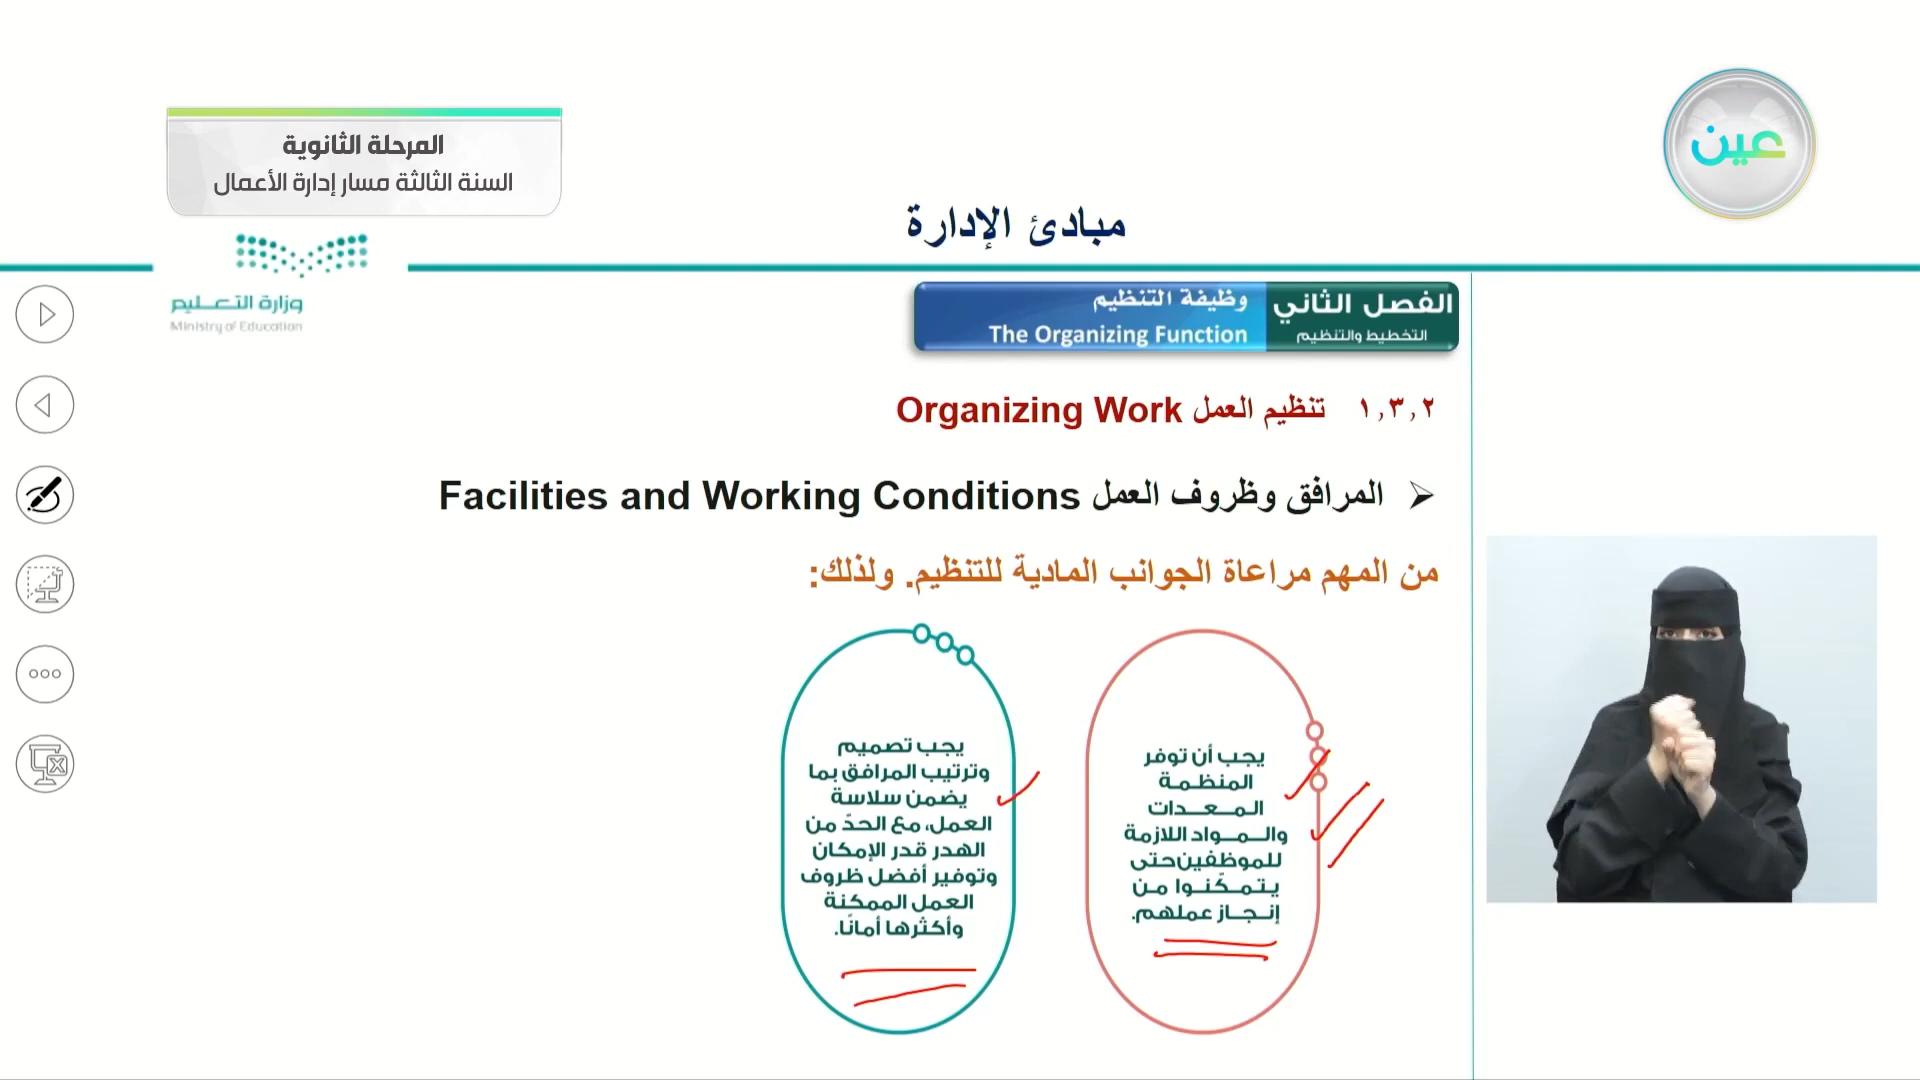 المرحلة الثانوية
السنة الثالثة مسار إدارة الأعمال
عين
مبادئ الإدارة
وزارة التعليم
Ministry of Education
الفصل الثاني
التخطيط والتنظيم
وظيفة التنظيم
The Organizing Function
١,٣,٢ تنظيم العمل Organizing Work
المرافق وظروف العمل Facilities and Working Conditions
من المهم مراعاة الجوانب المادية للتنظيم. ولذلك:
يجب أن توفر
المنظمة
المعدات
والمواد اللازمة
للموظفين حتى
يتمكّنوا من
إنجاز عملهم.
يجب تصميم
وترتيب المرافق بما
يضمن سلاسة
العمل، مع الحدّ من
الهدر قدر الإمكان
وتوفير أفضل ظروف
العمل الممكنة
وأكثرها أمانًا.